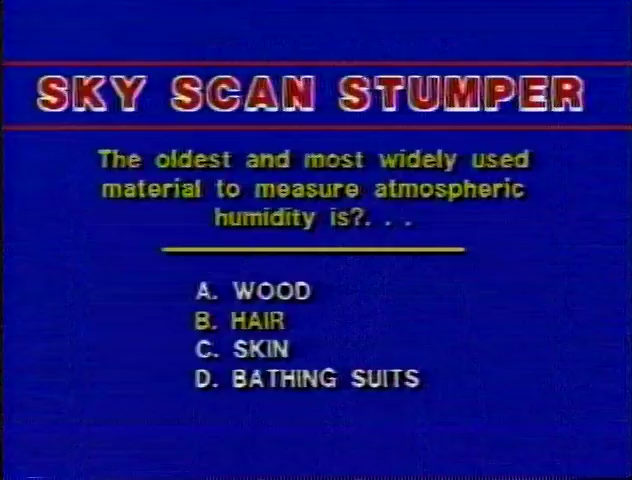 SKY SCAN STUMPER
The oldest and most widely used
material to measure atmospheric
humidity is?. . .
A. WOOD
B. HAIR
C. SKIN
D. BATHING SUITS